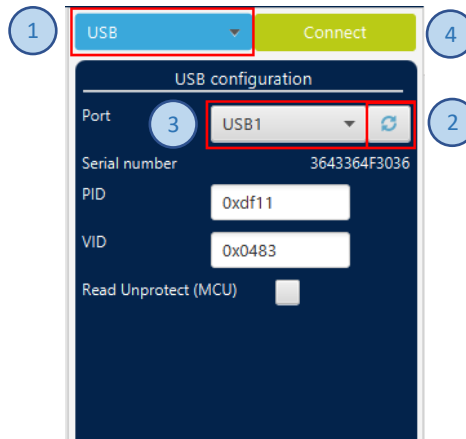 1 USB Connect 4
USB configuration
Port 3 USB1 2
Serial number 3643364F3036
PID 0xdf11
VID 0x0483
Read Unprotect (MCU)